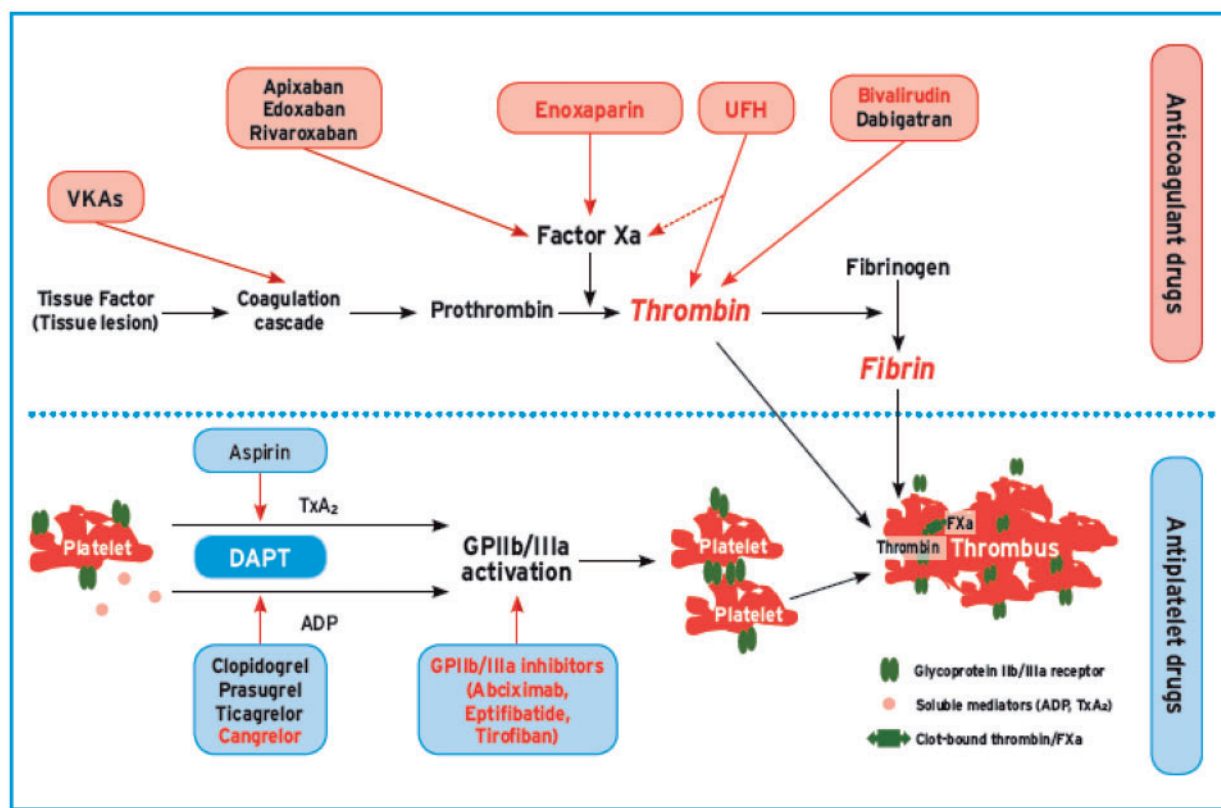 Apixaban
Edoxaban
Rivaroxaban
Enoxaparin
UFH
Bivalirudin
Dabigatran
VKAs
Factor Xa
Fibrinogen
Tissue Factor
(Tissue lesion)
Coagulation
cascade
Prothrombin
Thrombin
Fibrin
Anticoagulant drugs
Aspirin
TxA₂
Platelet
DAPT
GPIIb/IIIa
activation
ADP
Clopidogrel
Prasugrel
Ticagrelor
Cangrelor
GPIIb/IIIa inhibitors
(Abciximab,
Eptifibatide,
Tirofiban)
Platelet
Platelet
FXa
Thrombin
Thrombus
Glycoprotein IIb/IIIa receptor
Soluble mediators (ADP, TxA₂)
Clot-bound thrombin/FXa
Antiplatelet drugs